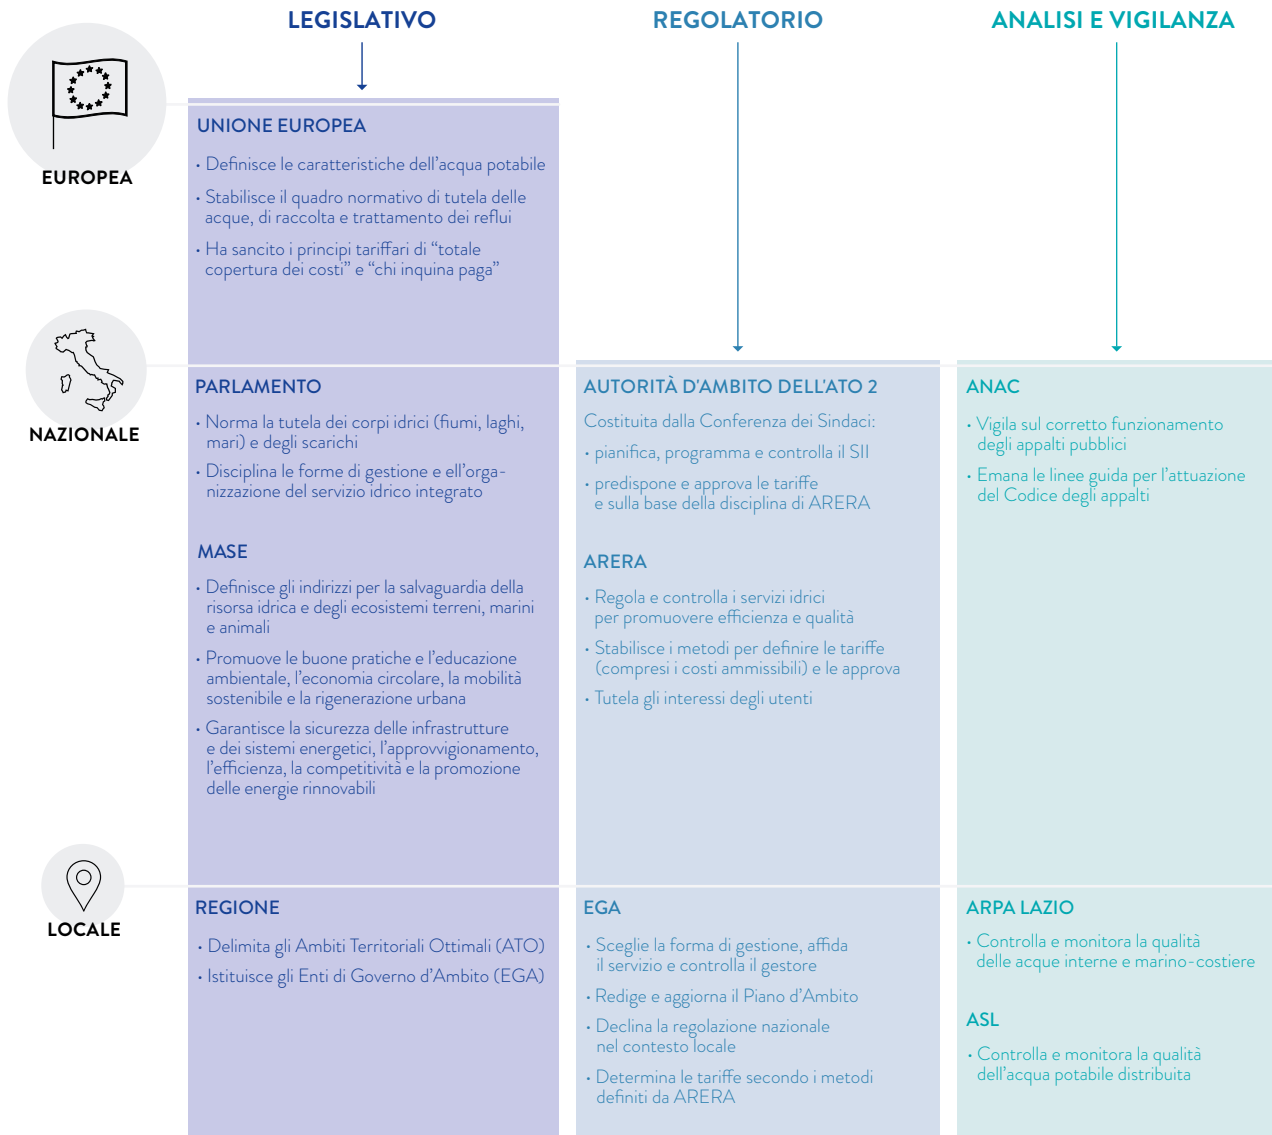 LEGISLATIVO
REGOLATORIO
ANALISI E VIGILANZA
EUROPEA
UNIONE EUROPEA
• Definisce le caratteristiche dell'acqua potabile
• Stabilisce il quadro normativo di tutela delle
acque, di raccolta e trattamento dei reflui
• Ha sancito i principi tariffari di “totale
copertura dei costi” e “chi inquina paga”
NAZIONALE
PARLAMENTO
• Norma la tutela dei corpi idrici (fiumi, laghi,
mari) e degli scarichi
• Disciplina le forme di gestione e ell'orga-
nizzazione del servizio idrico integrato
MASE
• Definisce gli indirizzi per la salvaguardia della
risorsa idrica e degli ecosistemi terreni, marini
e animali
• Promuove le buone pratiche e l'educazione
ambientale, l'economia circolare, la mobilità
sostenibile e la rigenerazione urbana
• Garantisce la sicurezza delle infrastrutture
e dei sistemi energetici, l'approvvigionamento,
l'efficienza, la competitività e la promozione
delle energie rinnovabili
AUTORITÀ D'AMBITO DELL'ATO 2
Costituita dalla Conferenza dei Sindaci:
• pianifica, programma e controlla il SII
• predispone e approva le tariffe
e sulla base della disciplina di ARERA
ARERA
• Regola e controlla i servizi idrici
per promuovere efficienza e qualità
• Stabilisce i metodi per definire le tariffe
(compresi i costi ammissibili) e le approva
• Tutela gli interessi degli utenti
ANAC
• Vigila sul corretto funzionamento
degli appalti pubblici
• Emana le linee guida per l'attuazione
del Codice degli appalti
LOCALE
REGIONE
• Delimita gli Ambiti Territoriali Ottimali (ATO)
• Istituisce gli Enti di Governo d'Ambito (EGA)
EGA
• Sceglie la forma di gestione, affida
il servizio e controlla il gestore
• Redige e aggiorna il Piano d'Ambito
• Declina la regolazione nazionale
nel contesto locale
• Determina le tariffe secondo i metodi
definiti da ARERA
ARPA LAZIO
• Controlla e monitora la qualità
delle acque interne e marino-costiere
ASL
• Controlla e monitora la qualità
dell'acqua potabile distribuita